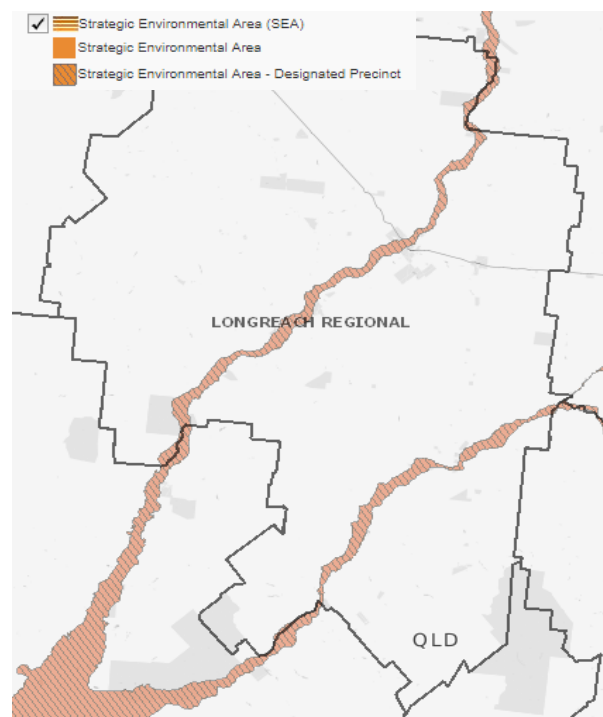 Strategic Environmental Area (SEA)
Strategic Environmental Area
Strategic Environmental Area - Designated Precinct
LONGREACH REGIONAL
QLD